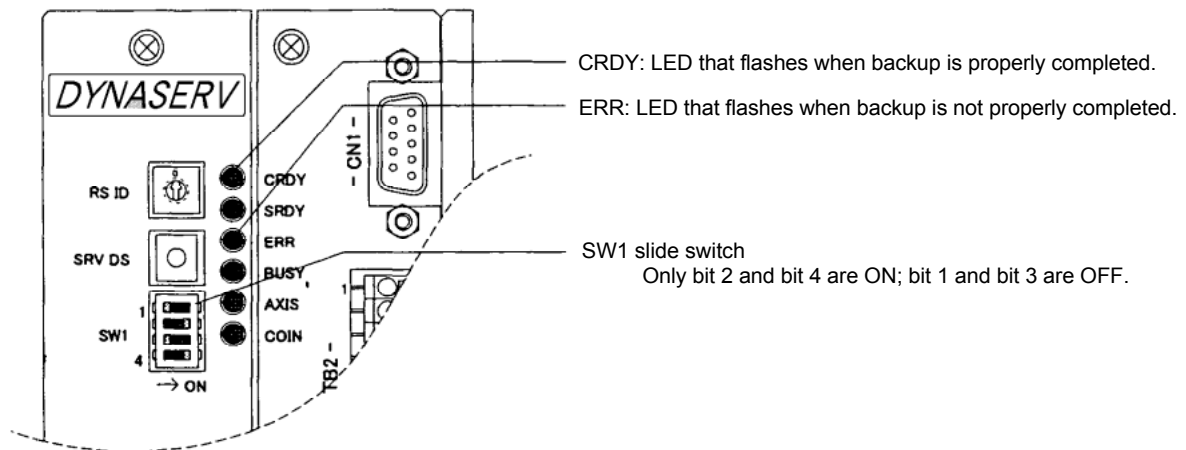 DYNASERV
RS ID
SRV DS
SW1
1
4
→ ON
CRDY
SRDY
ERR
BUSY
AXIS
COIN
- CN1 -
1
TB2 -
CRDY: LED that flashes when backup is properly completed.
ERR: LED that flashes when backup is not properly completed.
SW1 slide switch
Only bit 2 and bit 4 are ON; bit 1 and bit 3 are OFF.